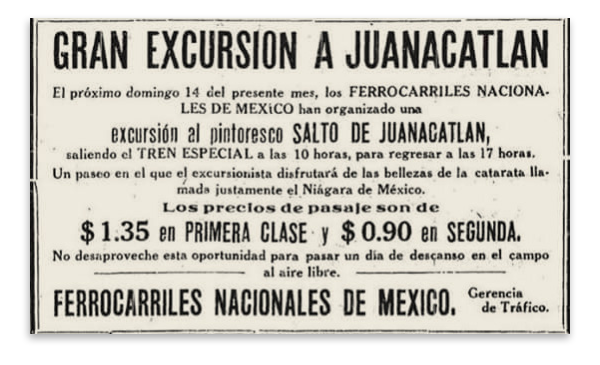 GRAN EXCURSION A JUANACATLAN
El próximo domingo 14 del presente mes, los FERROCARRILES NACIONA-
LES DE MEXICO han organizado una
excursión al pintoresco SALTO DE JUANACATLAN,
saliendo el TREN ESPECIAL a las 10 horas, para regresar a las 17 horas.
Un paseo en el que el excursionista disfrutará de las bellezas de la catarata lla-
mada justamente el Niágara de México.
Los precios de pasaje son de
$ 1.35 en PRIMERA CLASE y $ 0.90 en SEGUNDA.
No desaproveche esta oportunidad para pasar un día de descanso en el campo
al aire libre.
FERROCARRILES NACIONALES DE MEXICO. Gerencia
de Tráfico.